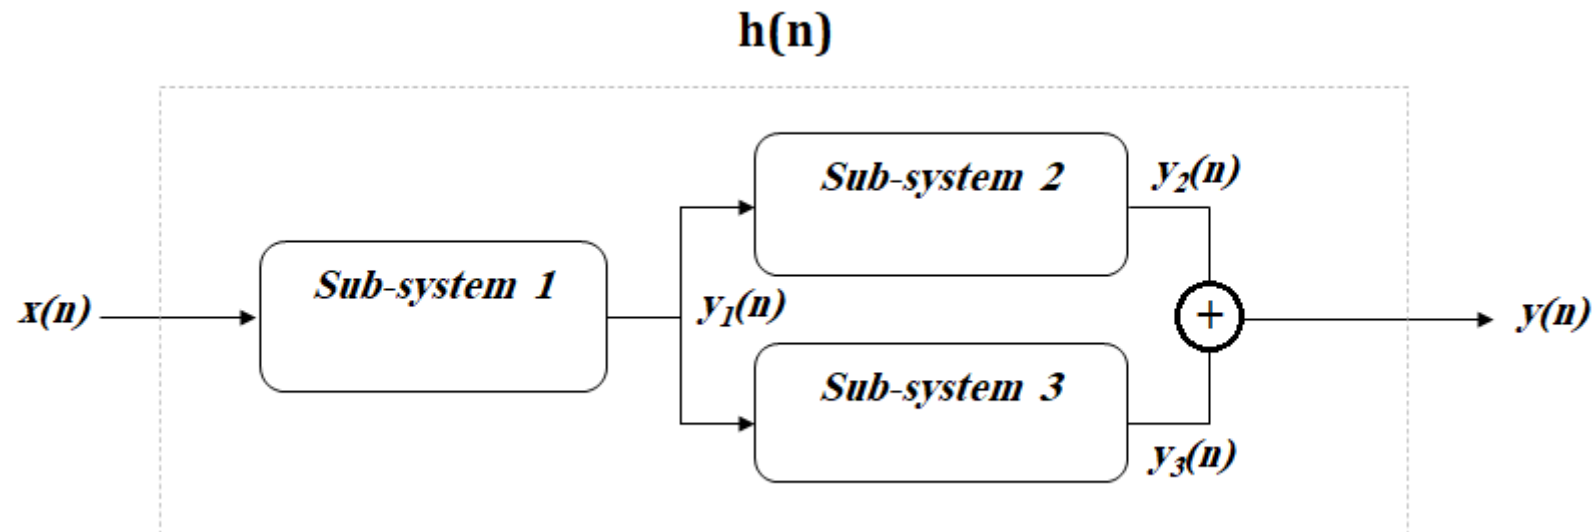 h(n)
Sub-system 2
y2(n)
Sub-system 1
x(n)
y1(n)
+
y(n)
Sub-system 3
y3(n)